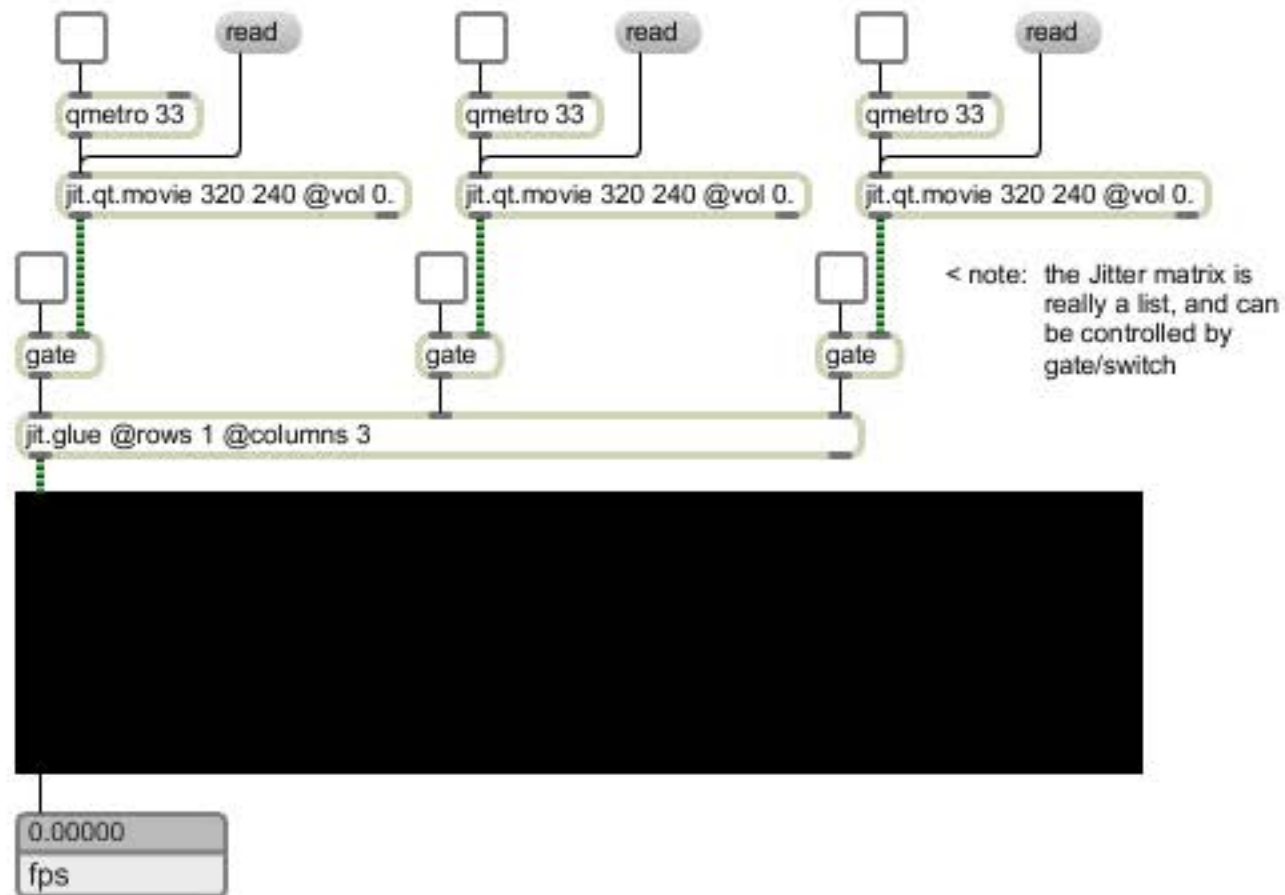 read
read
read
qmetro 33
qmetro 33
qmetro 33
jit.qt.movie 320 240 @vol 0.
jit.qt.movie 320 240 @vol 0.
jit.qt.movie 320 240 @vol 0.
< note: the Jitter matrix is
really a list, and can
be controlled by
gate/switch
gate
gate
gate
jit.glue @rows 1 @columns 3
0.00000
fps